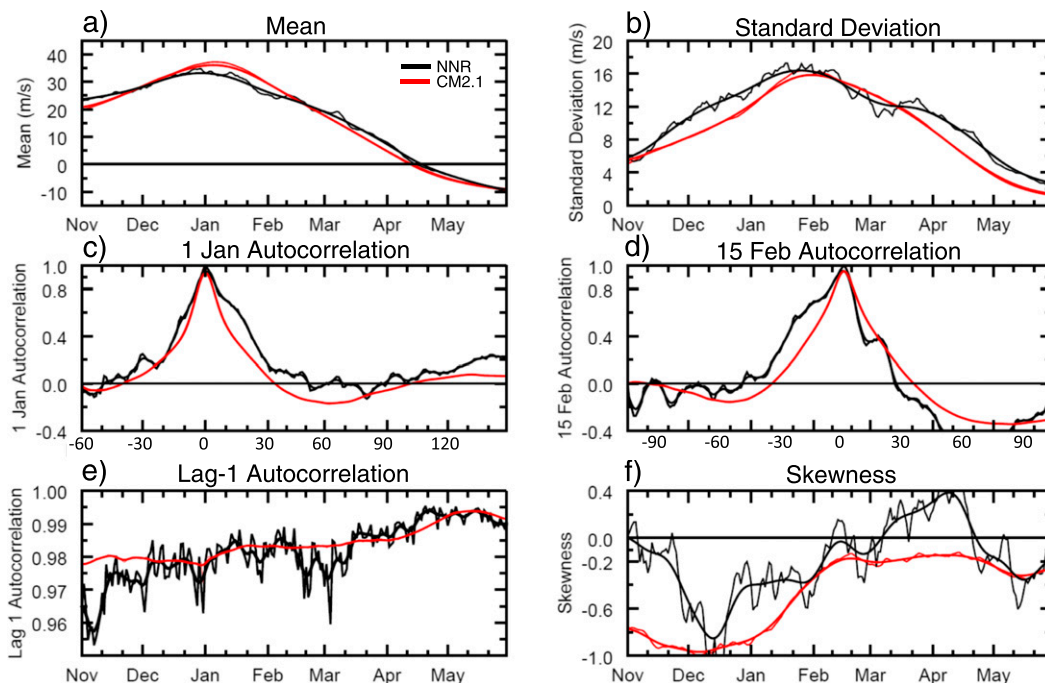 a) Mean
40
30
20
10
0
-10
Mean (m/s)
NNR
CM2.1
Nov Dec Jan Feb Mar Apr May
b) Standard Deviation
20
16
12
8
4
0
Standard Deviation (m/s)
Nov Dec Jan Feb Mar Apr May
c) 1 Jan Autocorrelation
1.0
0.8
0.4
0.0
-0.4
1 Jan Autocorrelation
-60 -30 0 30 60 90 120
d) 15 Feb Autocorrelation
1.0
0.8
0.4
0.0
-0.4
15 Feb Autocorrelation
-90 -60 -30 0 30 60 90
e) Lag-1 Autocorrelation
1.00
0.99
0.98
0.97
0.96
Lag 1 Autocorrelation
Nov Dec Jan Feb Mar Apr May
f) Skewness
0.4
0.0
-0.2
-0.6
-1.0
Skewness
Nov Dec Jan Feb Mar Apr May